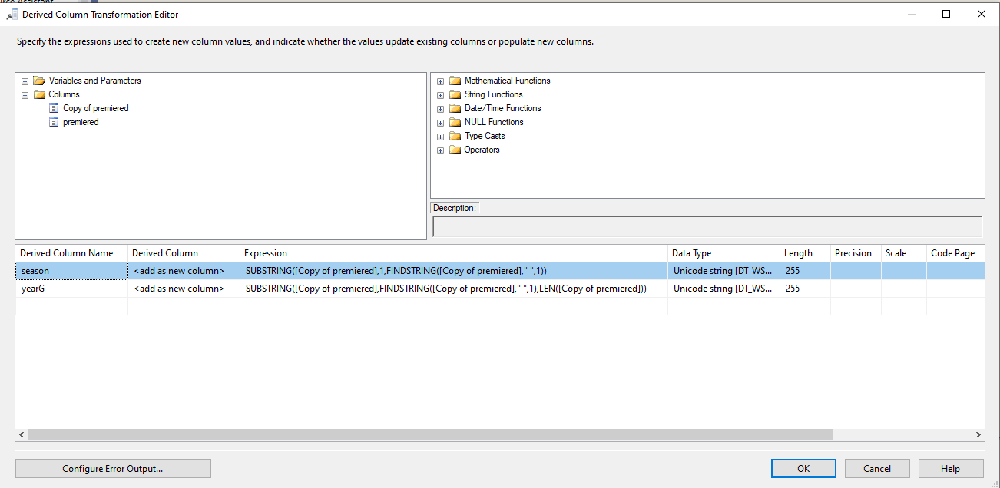 rce Assistant
Derived Column Transformation Editor
Specify the expressions used to create new column values, and indicate whether the values update existing columns or populate new columns.
Variables and Parameters
Columns
Copy of premiered
premiered
Mathematical Functions
String Functions
Date/Time Functions
NULL Functions
Type Casts
Operators
Description:
Derived Column Name Derived Column Expression Data Type Length Precision Scale Code Page
season <add as new column> SUBSTRING([Copy of premiered],1,FINDSTRING([Copy of premiered]," ",1)) Unicode string [DT_WS... 255
yearG <add as new column> SUBSTRING([Copy of premiered],FINDSTRING([Copy of premiered]," ",1),LEN([Copy of premiered])) Unicode string [DT_WS... 255
Configure Error Output... OK Cancel Help